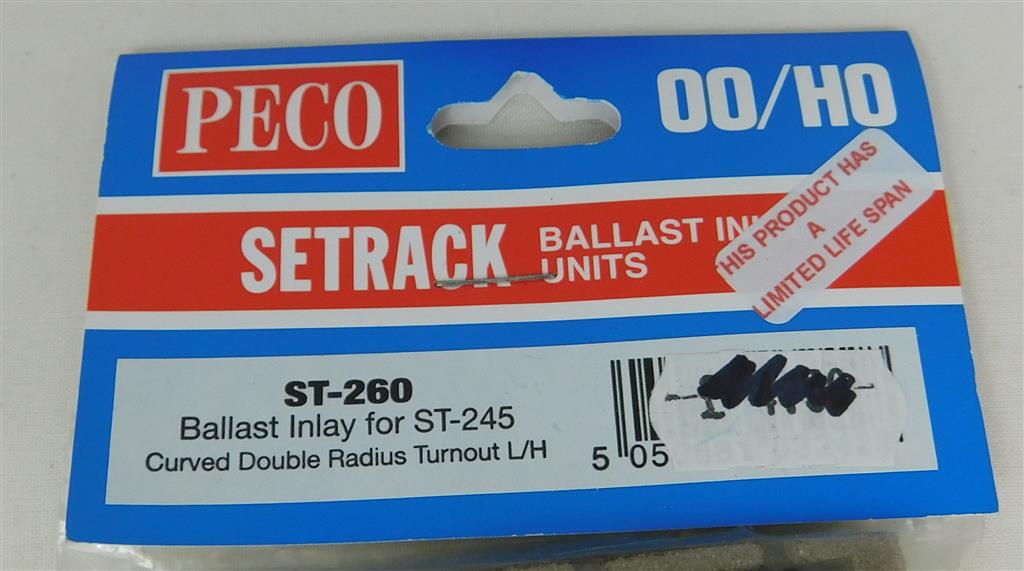 PECO
OO/HO
SETRACK
BALLAST
UNITS
HIS PRODUCT HAS
A
LIMITED LIFE SPAN
ST-260
Ballast Inlay for ST-245
Curved Double Radius Turnout L/H
5 05